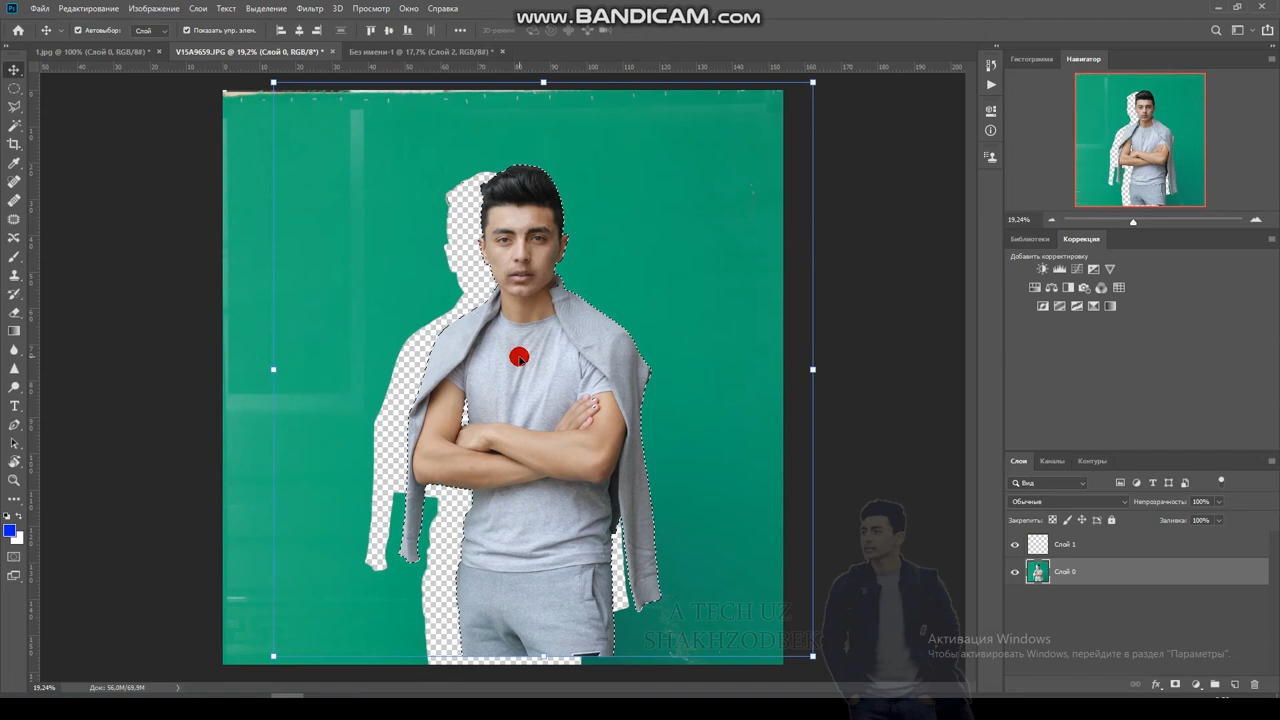 www.BANDICAM.com
Файл Редактирование Изображение Слои Текст Выделение Фильтр 3D Просмотр Окно Справка
Автовыбор: Слой Показать упр. элем. 3D-режим:
1.jpg @ 100% (Слой 0, RGB/8#) * × V15A9659.JPG @ 19,2% (Слой 0, RGB/8*) * × Без имени-1 @ 17,7% (Слой 2, RGB/8#) * ×
Гистограмма Навигатор
19,24%
Библиотеки Коррекция
Добавить корректировку
Слои Каналы Контуры
Вид
Обычные Непрозрачность: 100%
Закрепить: Заливка: 100%
Слой 1
Слой 0
A TECH UZ
SHAKHZODBEK
Активация Windows
Чтобы активировать Windows, перейдите в раздел "Параметры".
19,24% Док: 56,0M/69,9M